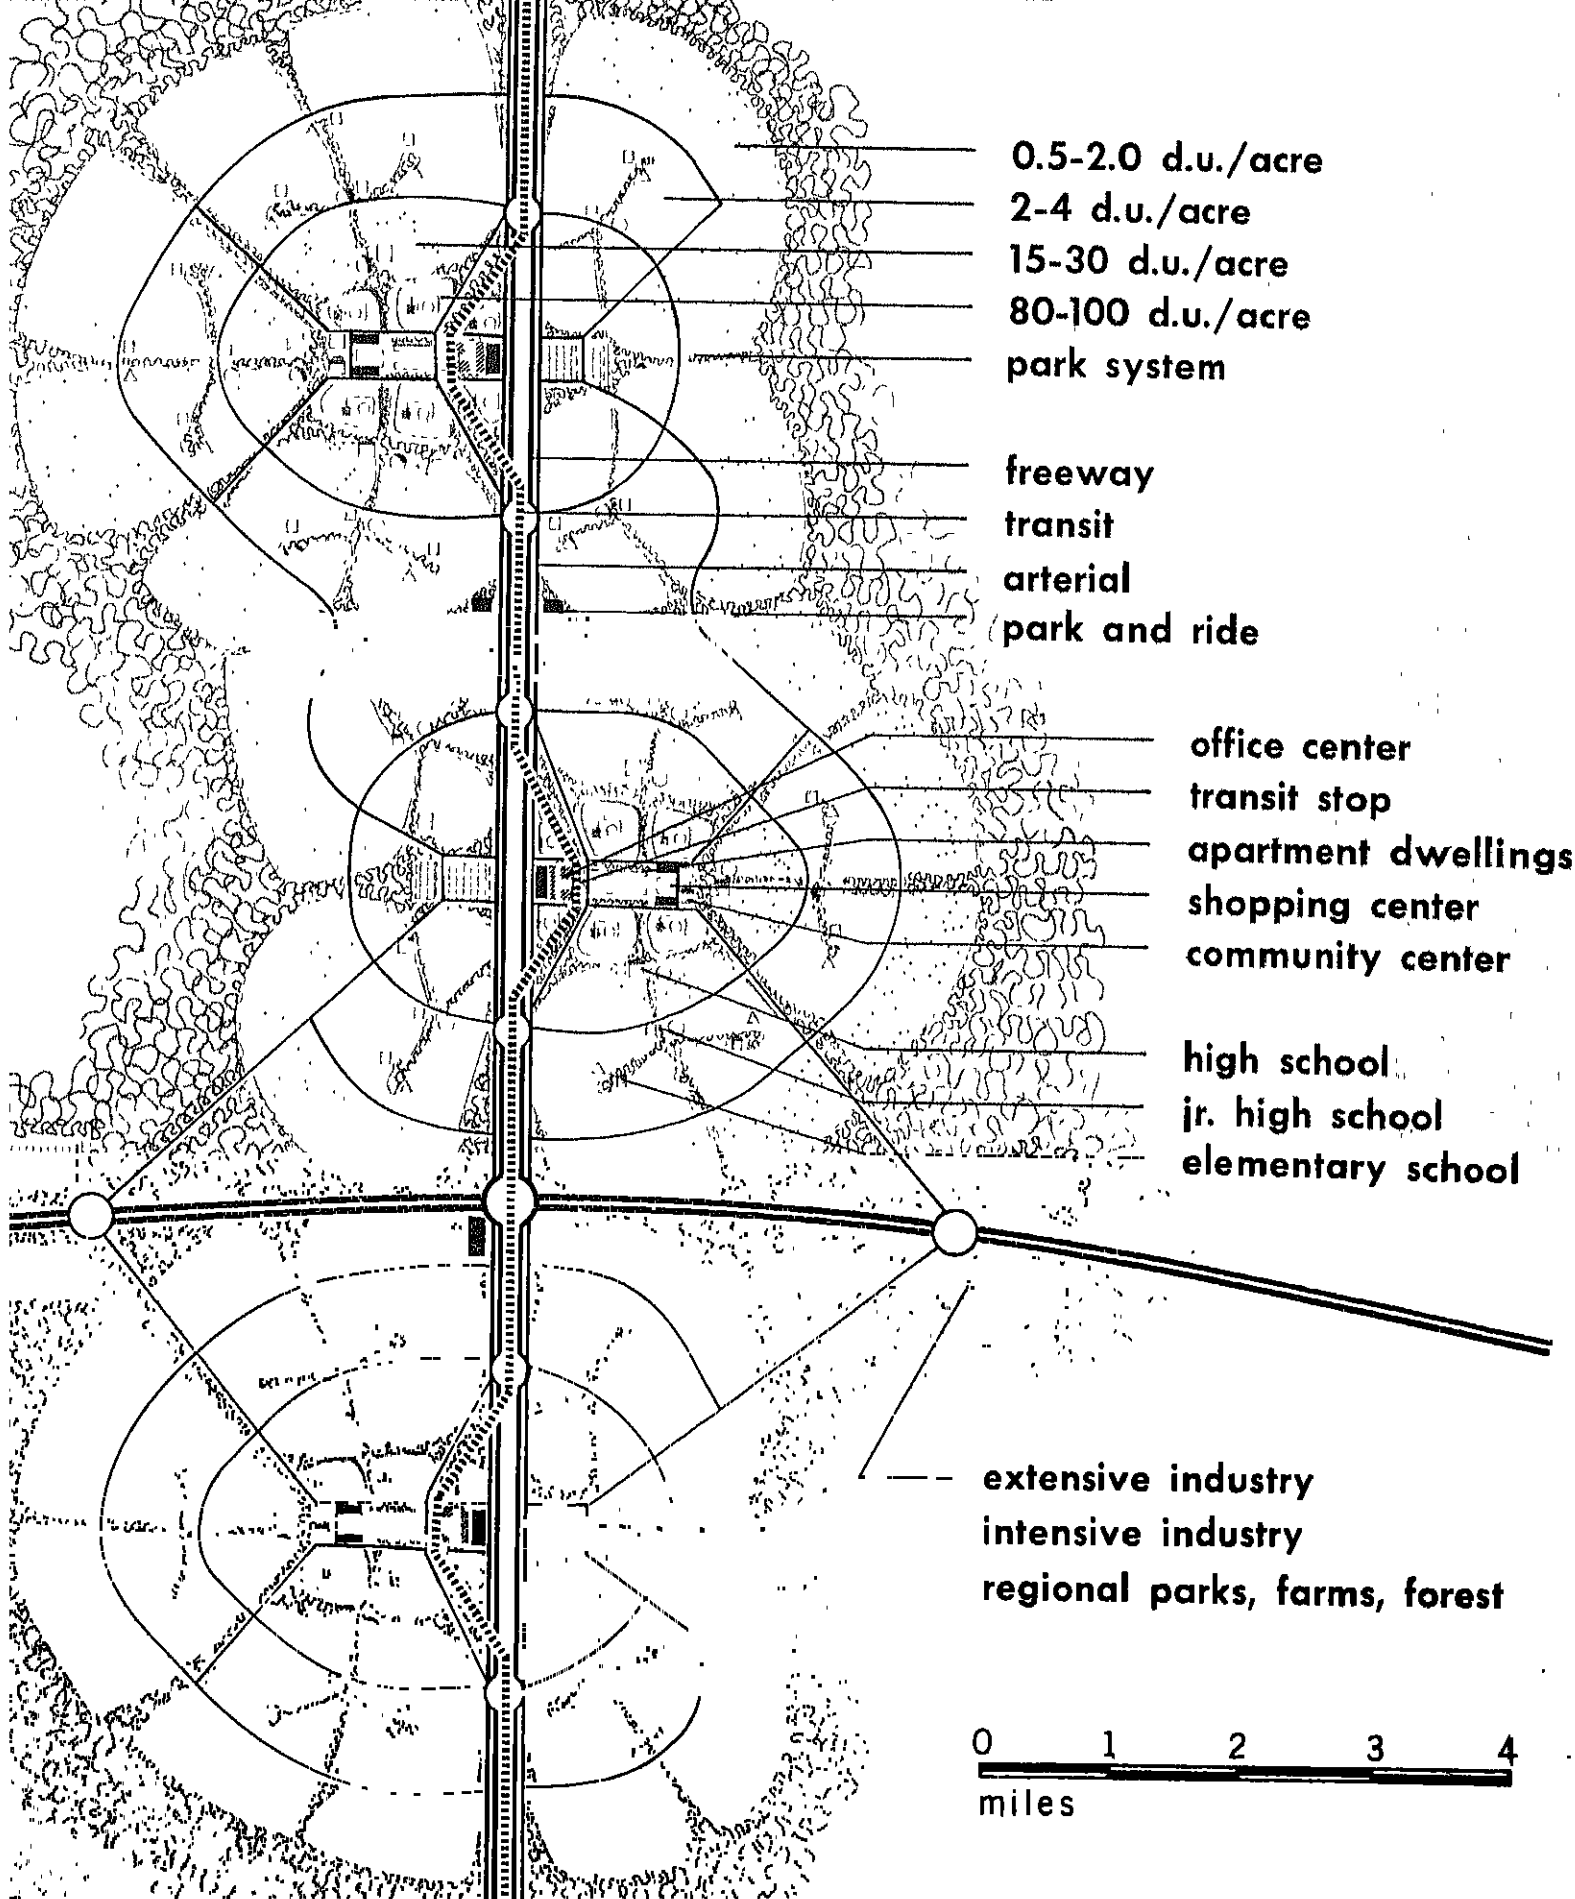 0.5-2.0 d.u./acre
2-4 d.u./acre
15-30 d.u./acre
80-100 d.u./acre
park system
freeway
transit
arterial
park and ride
office center
transit stop
apartment dwellings
shopping center
community center
high school
jr. high school
elementary school
extensive industry
intensive industry
regional parks, farms, forest
0 1 2 3 4
miles